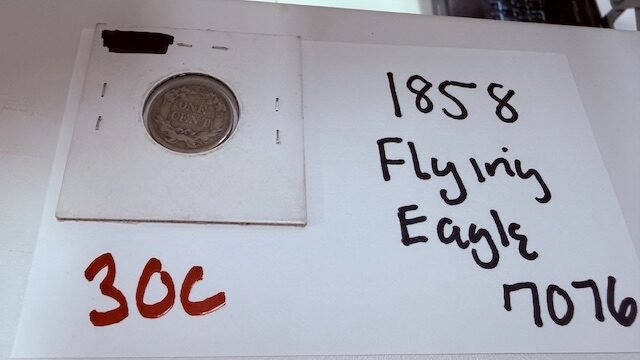 ONE
CENT
1858
Flying
Eagle
7076
30C